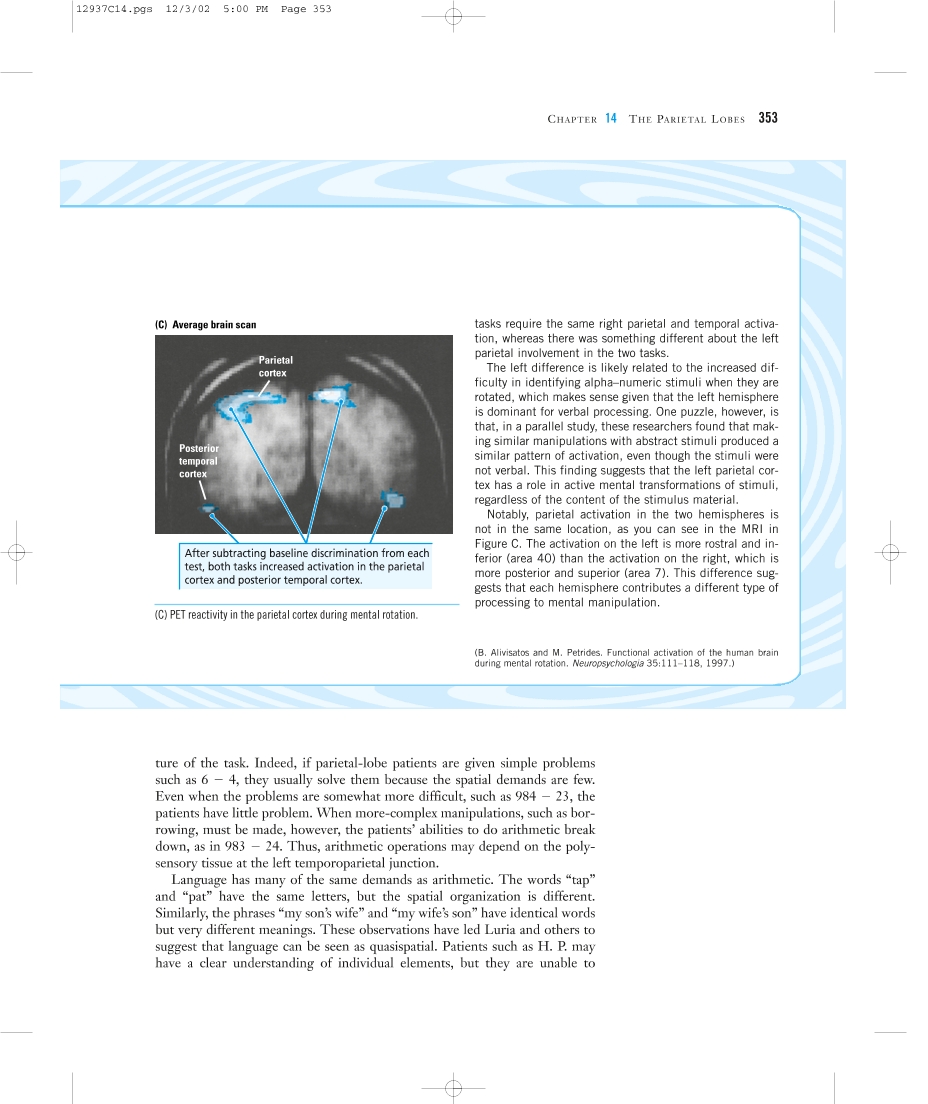 12937C14.pgs 12/3/02 5:00 PM Page 353
CHAPTER 14 THE PARIETAL LOBES 353
(C) Average brain scan
Parietal
cortex
Posterior
temporal
cortex
After subtracting baseline discrimination from each
test, both tasks increased activation in the parietal
cortex and posterior temporal cortex.
(C) PET reactivity in the parietal cortex during mental rotation.
tasks require the same right parietal and temporal activa-
tion, whereas there was something different about the left
parietal involvement in the two tasks.
The left difference is likely related to the increased dif-
ficulty in identifying alpha–numeric stimuli when they are
rotated, which makes sense given that the left hemisphere
is dominant for verbal processing. One puzzle, however, is
that, in a parallel study, these researchers found that mak-
ing similar manipulations with abstract stimuli produced a
similar pattern of activation, even though the stimuli were
not verbal. This finding suggests that the left parietal cor-
tex has a role in active mental transformations of stimuli,
regardless of the content of the stimulus material.
Notably, parietal activation in the two hemispheres is
not in the same location, as you can see in the MRI in
Figure C. The activation on the left is more rostral and in-
ferior (area 40) than the activation on the right, which is
more posterior and superior (area 7). This difference sug-
gests that each hemisphere contributes a different type of
processing to mental manipulation.
(B. Alivisatos and M. Petrides. Functional activation of the human brain
during mental rotation. Neuropsychologia 35:111–118, 1997.)
ture of the task. Indeed, if parietal-lobe patients are given simple problems
such as 6 − 4, they usually solve them because the spatial demands are few.
Even when the problems are somewhat more difficult, such as 984 − 23, the
patients have little problem. When more-complex manipulations, such as bor-
rowing, must be made, however, the patients’ abilities to do arithmetic break
down, as in 983 − 24. Thus, arithmetic operations may depend on the poly-
sensory tissue at the left temporoparietal junction.
Language has many of the same demands as arithmetic. The words “tap”
and “pat” have the same letters, but the spatial organization is different.
Similarly, the phrases “my son’s wife” and “my wife’s son” have identical words
but very different meanings. These observations have led Luria and others to
suggest that language can be seen as quasispatial. Patients such as H. P. may
have a clear understanding of individual elements, but they are unable to